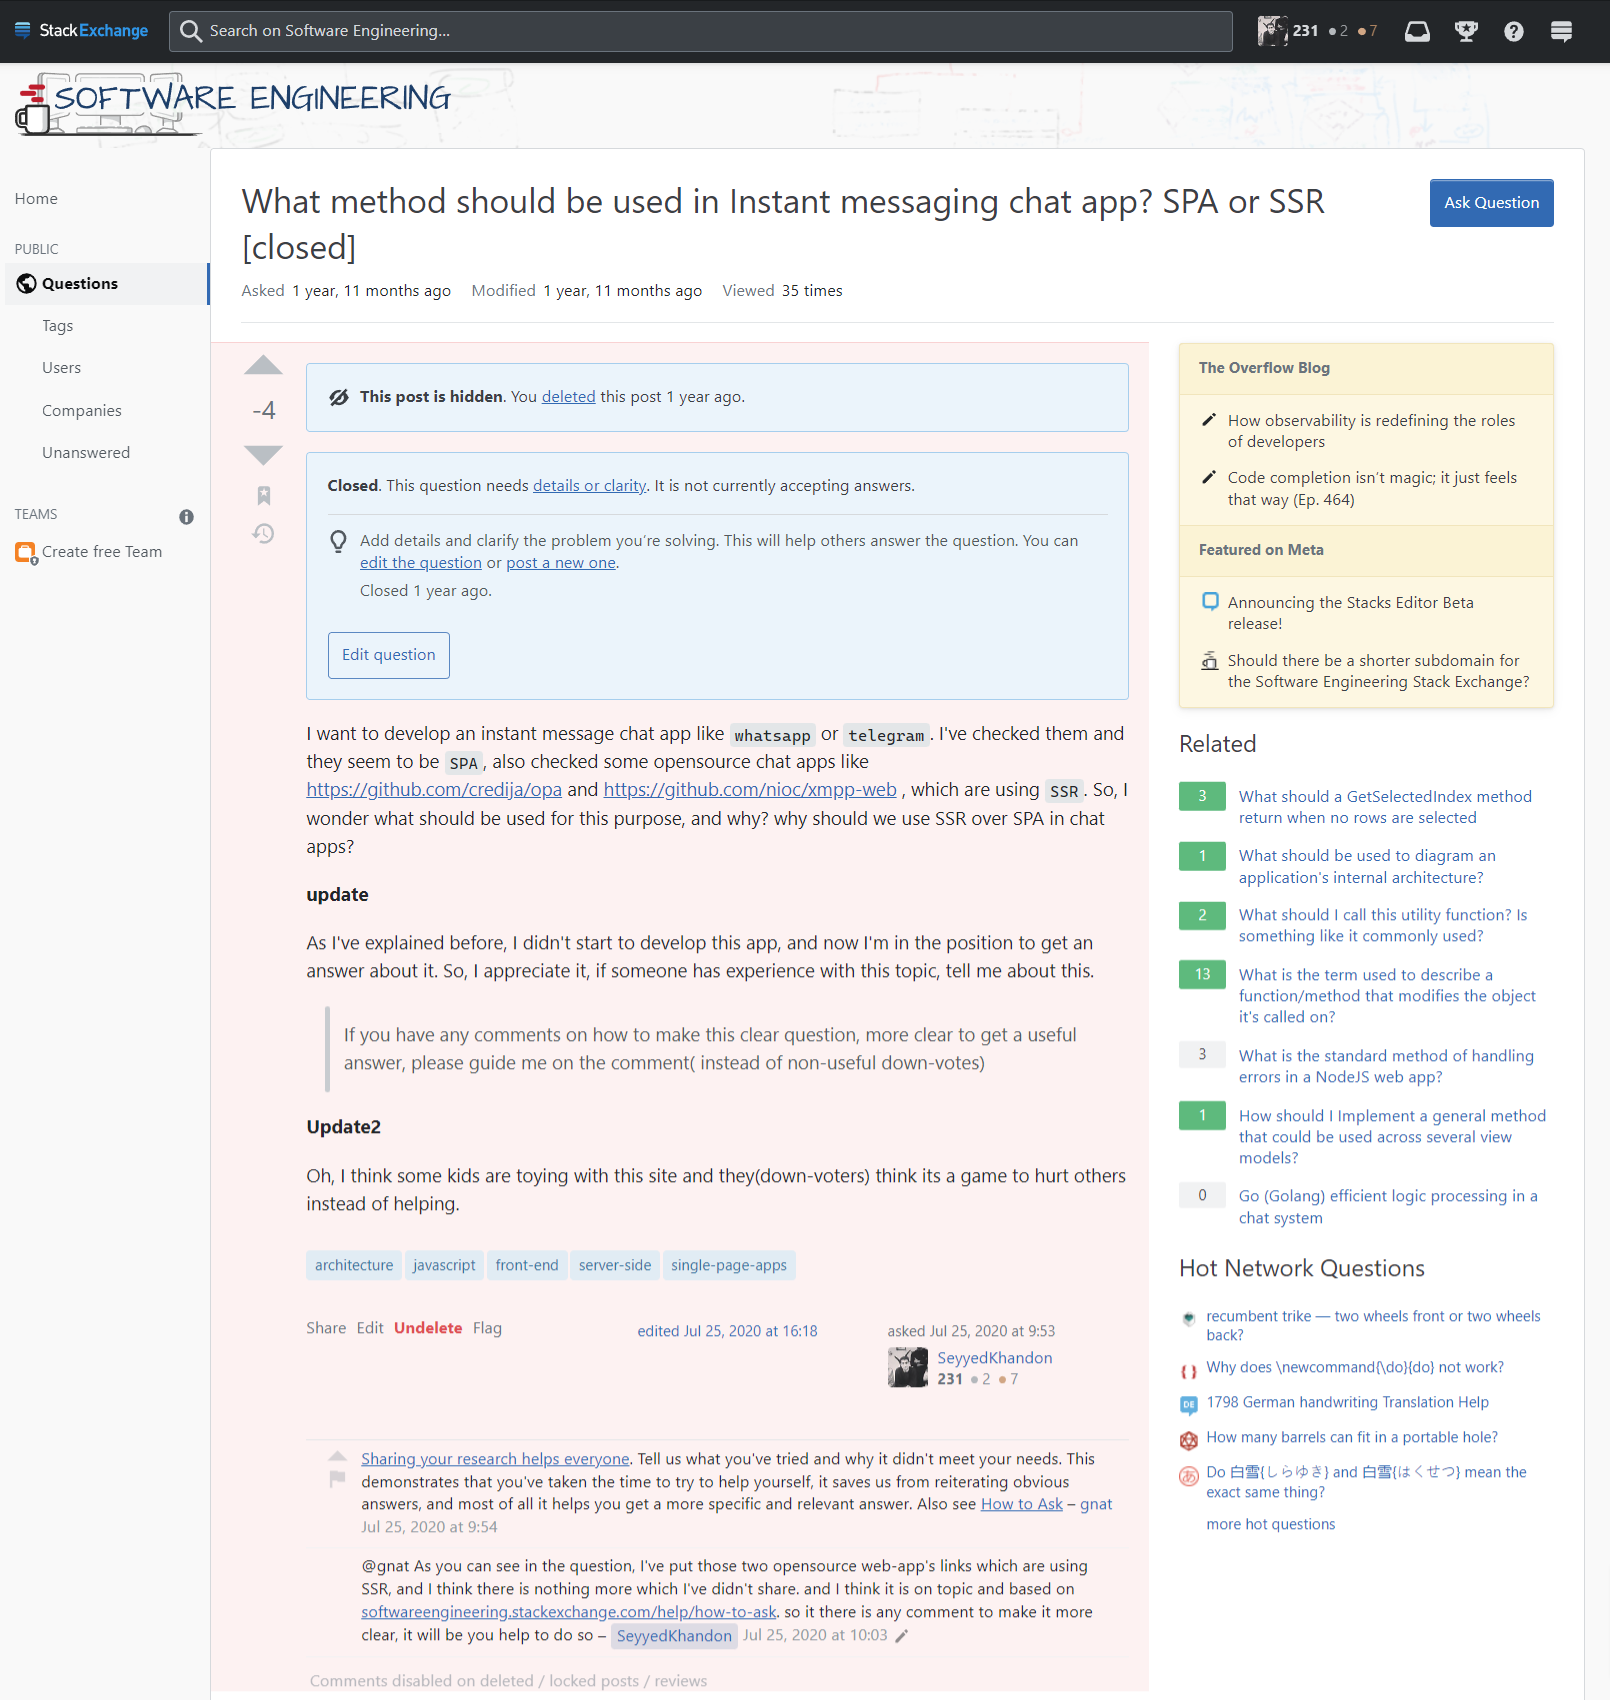 StackExchange
Search on Software Engineering...
231 2 7
SOFTWARE ENGINEERING
Home
PUBLIC
Questions
Tags
Users
Companies
Unanswered
TEAMS
Create free Team
What method should be used in Instant messaging chat app? SPA or SSR
[closed]
Ask Question
Asked 1 year, 11 months ago Modified 1 year, 11 months ago Viewed 35 times
-4
This post is hidden. You deleted this post 1 year ago.
Closed. This question needs details or clarity. It is not currently accepting answers.
Add details and clarify the problem you're solving. This will help others answer the question. You can
edit the question or post a new one.
Closed 1 year ago.
Edit question
I want to develop an instant message chat app like whatsapp or telegram. I've checked them and
they seem to be SPA, also checked some opensource chat apps like
https://github.com/credija/opa and https://github.com/nioc/xmpp-web , which are using SSR. So, I
wonder what should be used for this purpose, and why? why should we use SSR over SPA in chat
apps?
update
As I've explained before, I didn't start to develop this app, and now I'm in the position to get an
answer about it. So, I appreciate it, if someone has experience with this topic, tell me about this.
If you have any comments on how to make this clear question, more clear to get a useful
answer, please guide me on the comment( instead of non-useful down-votes)
Update2
Oh, I think some kids are toying with this site and they(down-voters) think its a game to hurt others
instead of helping.
architecture javascript front-end server-side single-page-apps
Share Edit Undelete Flag
edited Jul 25, 2020 at 16:18
asked Jul 25, 2020 at 9:53
SeyyedKhandon
231 2 7
Sharing your research helps everyone. Tell us what you've tried and why it didn't meet your needs. This
demonstrates that you've taken the time to try to help yourself, it saves us from reiterating obvious
answers, and most of all it helps you get a more specific and relevant answer. Also see How to Ask – gnat
Jul 25, 2020 at 9:54
@gnat As you can see in the question, I've put those two opensource web-app's links which are using
SSR, and I think there is nothing more which I've didn't share. and I think it is on topic and based on
softwareengineering.stackexchange.com/help/how-to-ask. so it there is any comment to make it more
clear, it will be you help to do so – SeyyedKhandon Jul 25, 2020 at 10:03
Comments disabled on deleted / locked posts / reviews
The Overflow Blog
How observability is redefining the roles
of developers
Code completion isn't magic; it just feels
that way (Ep. 464)
Featured on Meta
Announcing the Stacks Editor Beta
release!
Should there be a shorter subdomain for
the Software Engineering Stack Exchange?
Related
3 What should a GetSelectedIndex method
return when no rows are selected
1 What should be used to diagram an
application's internal architecture?
2 What should I call this utility function? Is
something like it commonly used?
13 What is the term used to describe a
function/method that modifies the object
it's called on?
3 What is the standard method of handling
errors in a NodeJS web app?
1 How should I Implement a general method
that could be used across several view
models?
0 Go (Golang) efficient logic processing in a
chat system
Hot Network Questions
recumbent trike — two wheels front or two wheels
back?
Why does \newcommand{\do}{do} not work?
DE 1798 German handwriting Translation Help
How many barrels can fit in a portable hole?
あ Do 白雪{しらゆき} and 白雪{はくせつ} mean the
exact same thing?
more hot questions